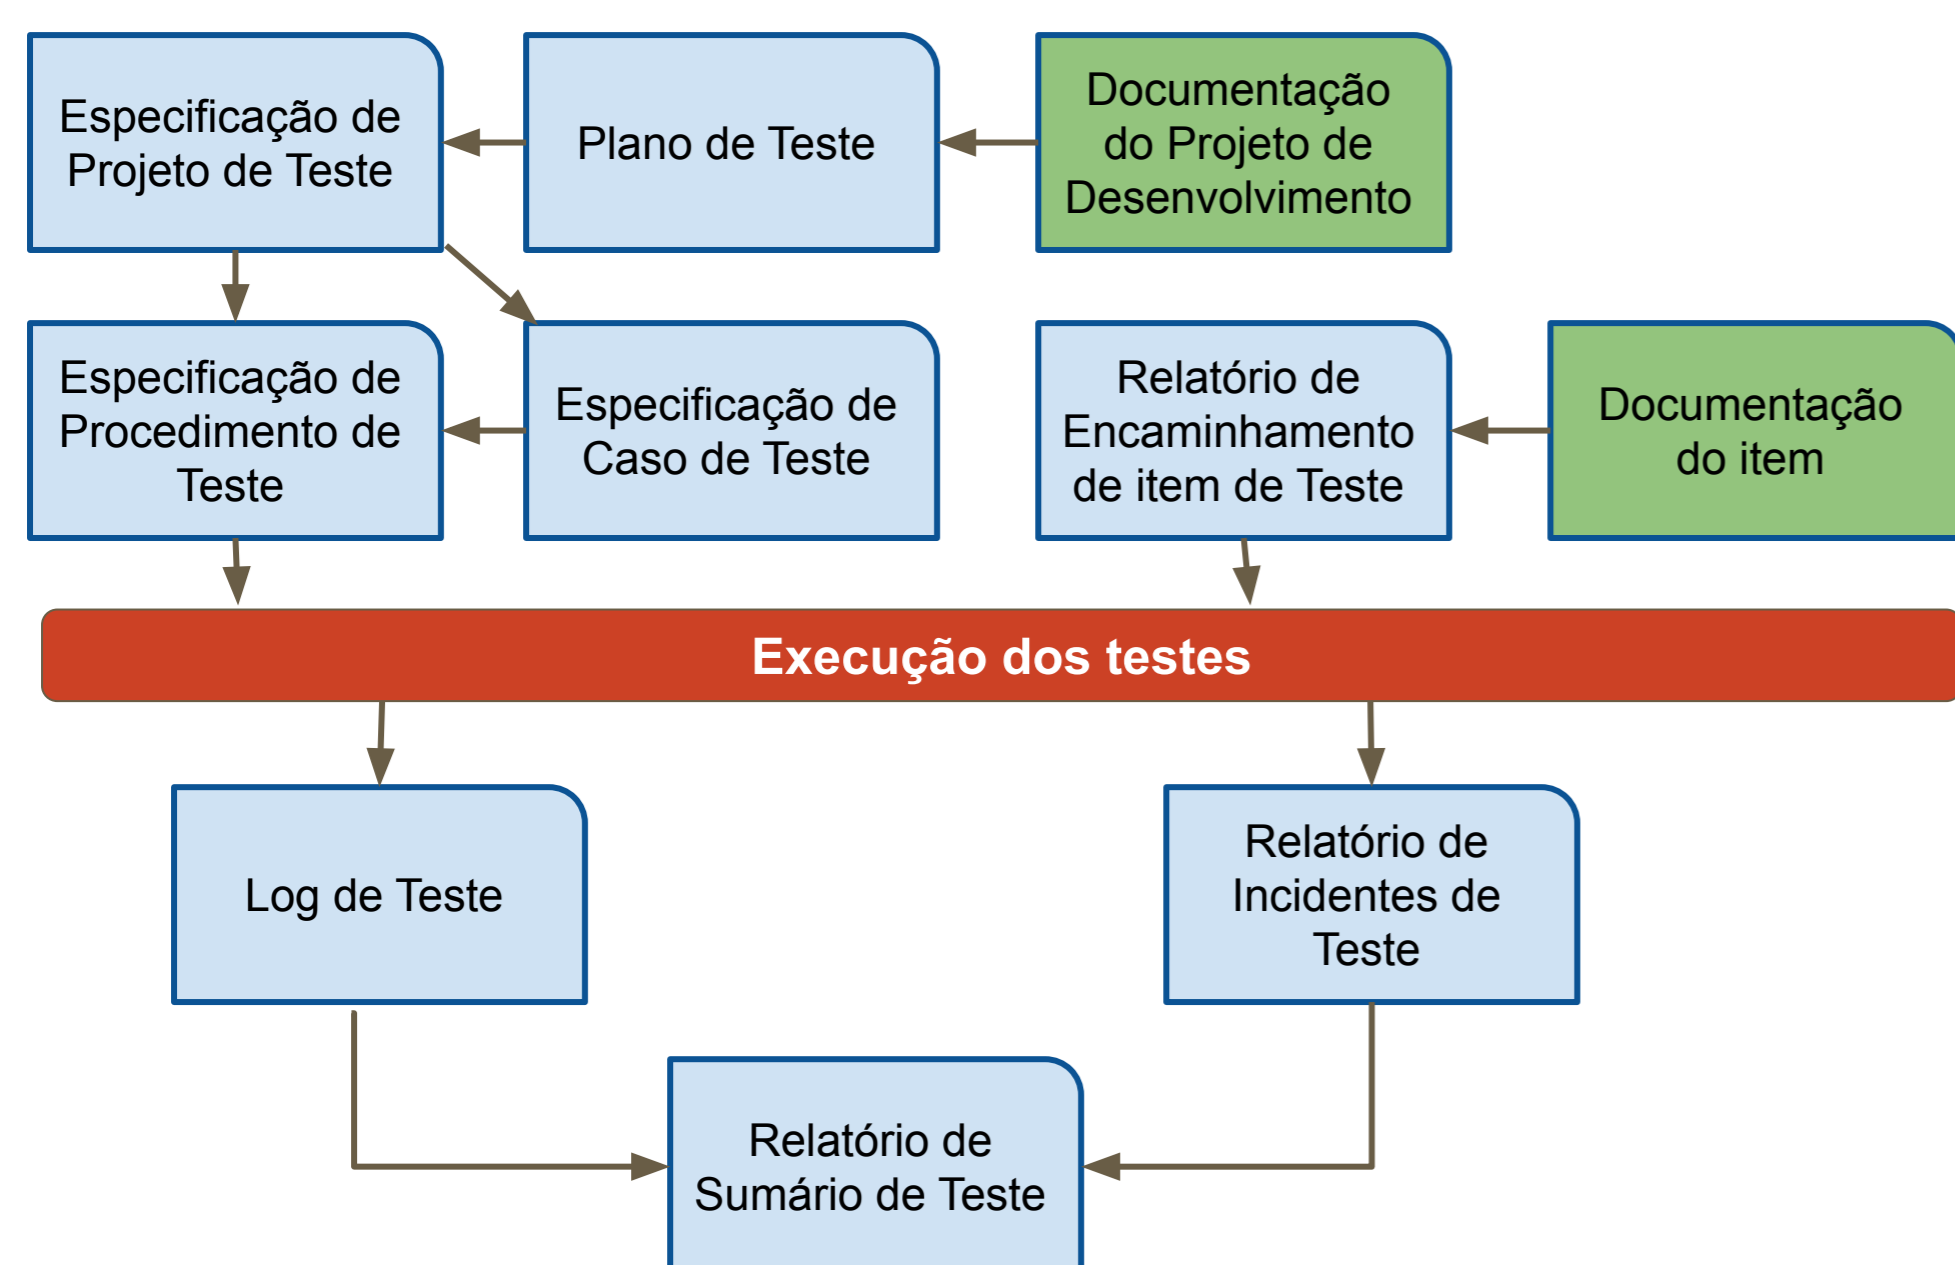 Especificação de
Projeto de Teste
Plano de Teste
Documentação
do Projeto de
Desenvolvimento
Especificação de
Procedimento de
Teste
Especificação de
Caso de Teste
Relatório de
Encaminhamento
de item de Teste
Documentação
do item
Execução dos testes
Log de Teste
Relatório de
Incidentes de
Teste
Relatório de
Sumário de Teste